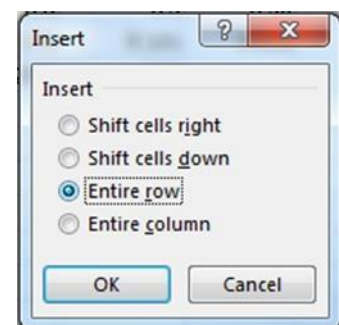 Insert
?
Insert
Shift cells right
Shift cells down
Entire row
Entire column
OK
Cancel